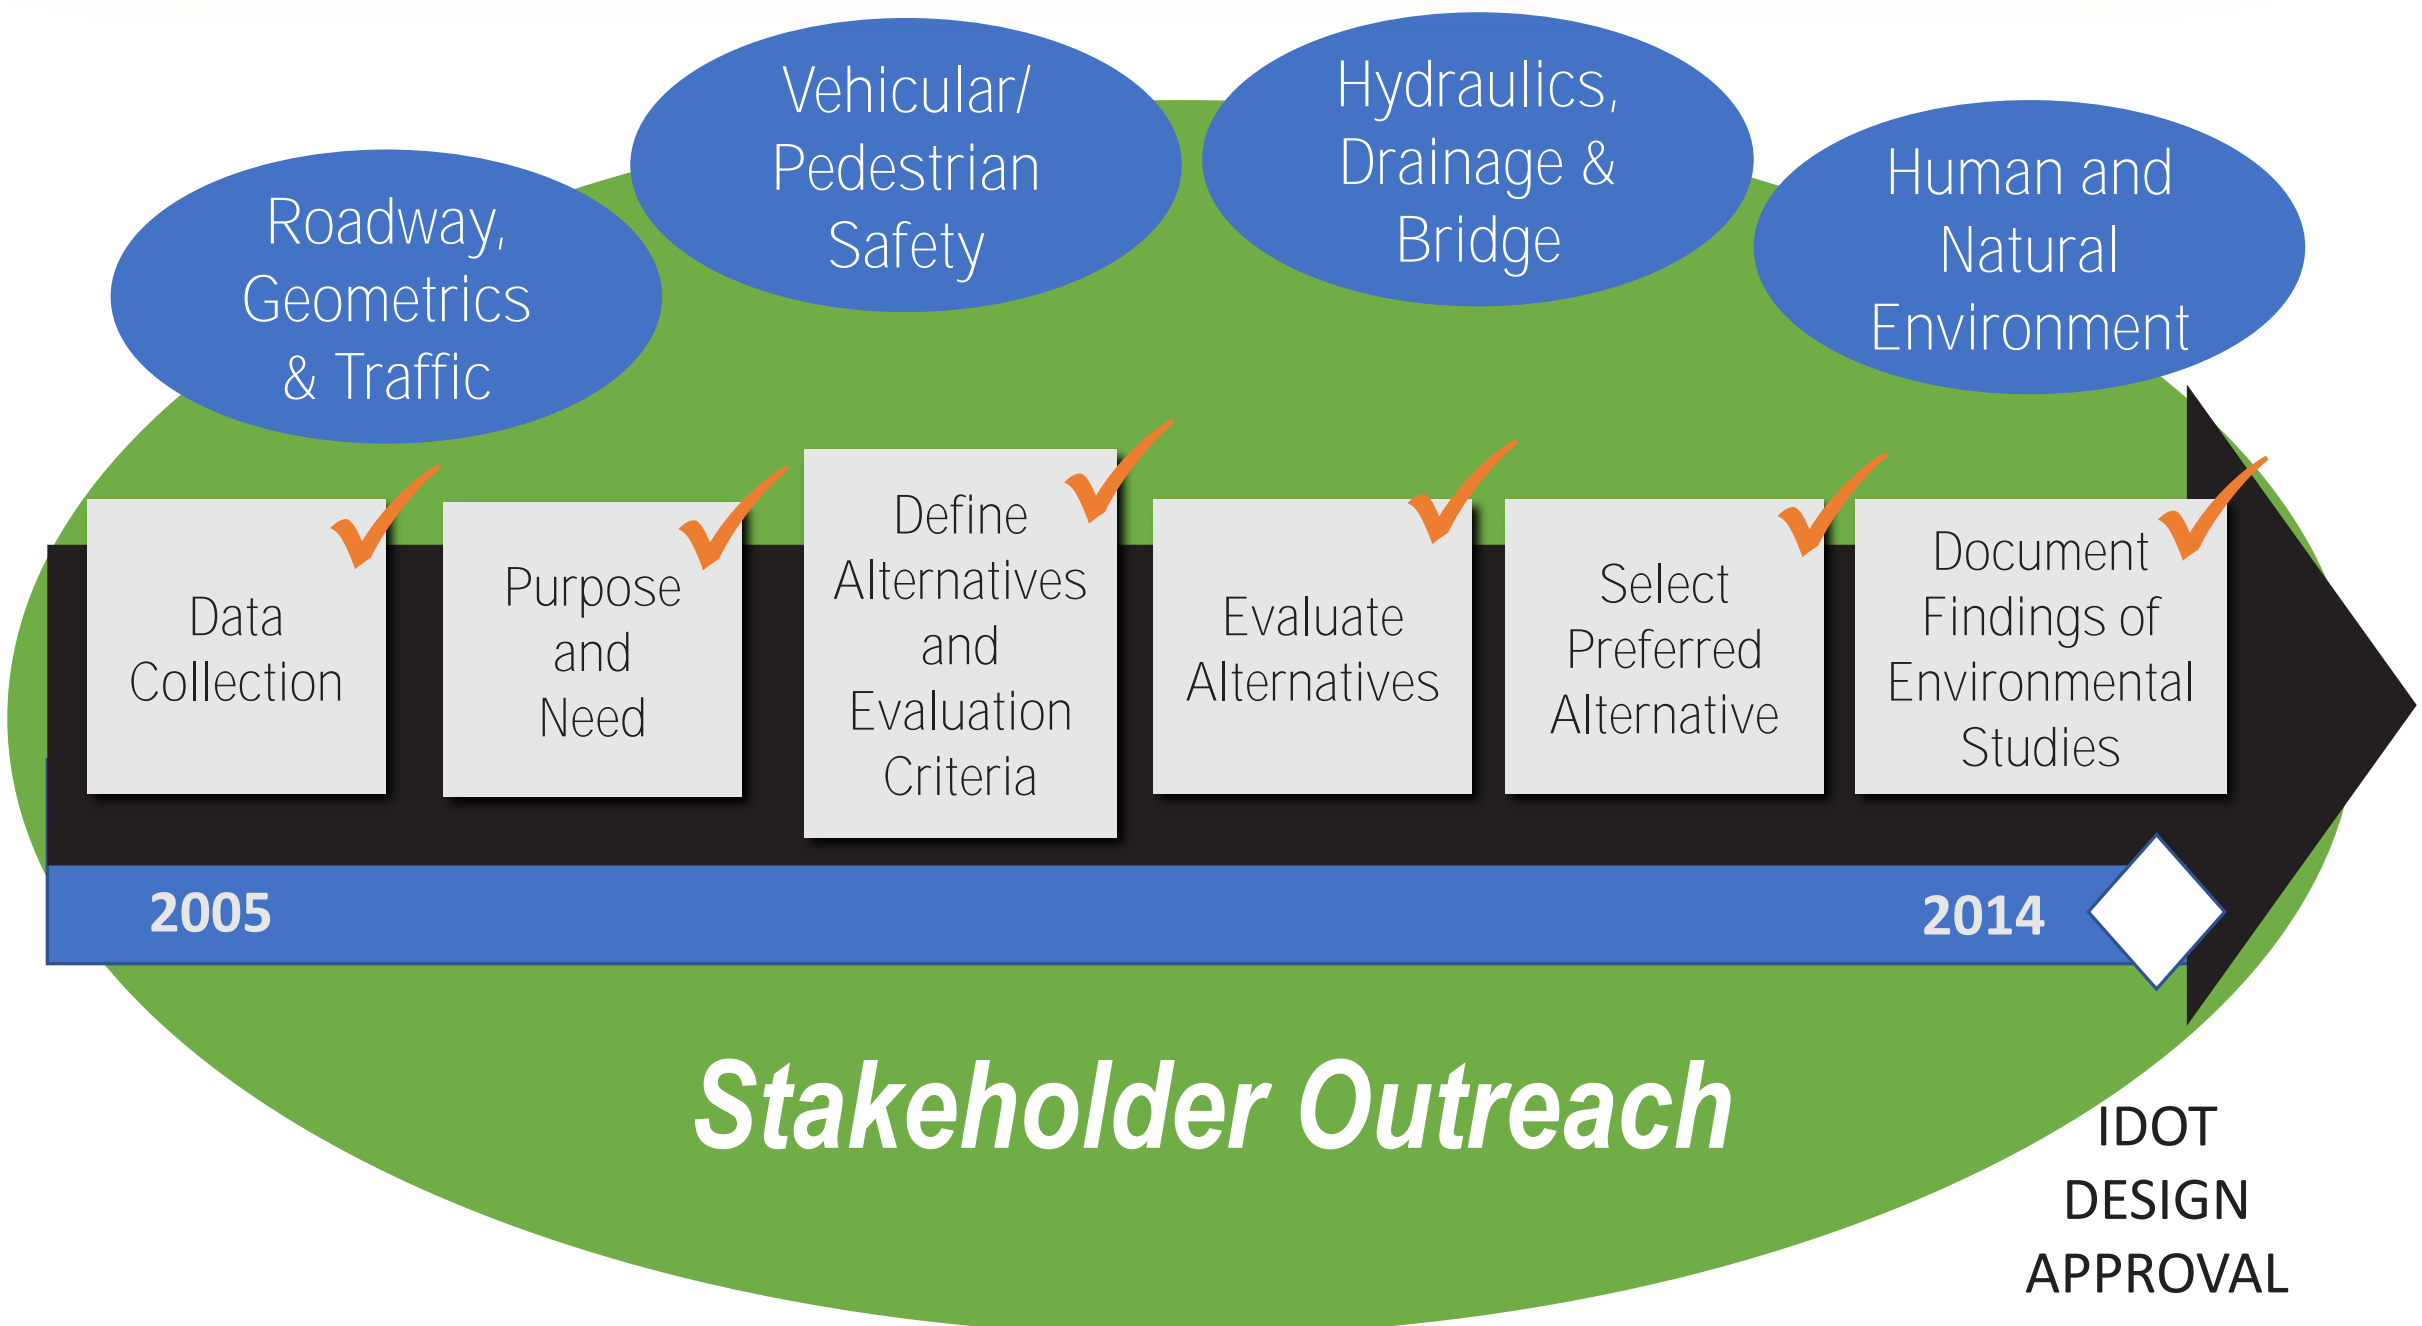 Roadway,
Geometrics
& Traffic
Vehicular/
Pedestrian
Safety
Hydraulics,
Drainage &
Bridge
Human and
Natural
Environment
Data
Collection
Purpose
and
Need
Define
Alternatives
and
Evaluation
Criteria
Evaluate
Alternatives
Select
Preferred
Alternative
Document
Findings of
Environmental
Studies
2005
2014
Stakeholder Outreach
IDOT
DESIGN
APPROVAL